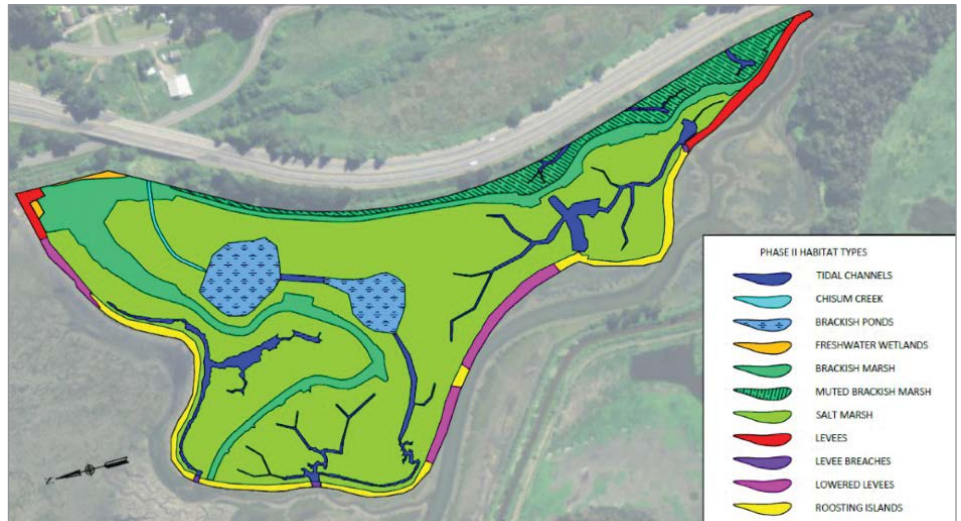 PHASE II HABITAT TYPES
TIDAL CHANNELS
CHISUM CREEK
BRACKISH PONDS
FRESHWATER WETLANDS
BRACKISH MARSH
MUTED BRACKISH MARSH
SALT MARSH
LEVEES
LEVEE BREACHES
LOWERED LEVEES
ROOSTING ISLANDS